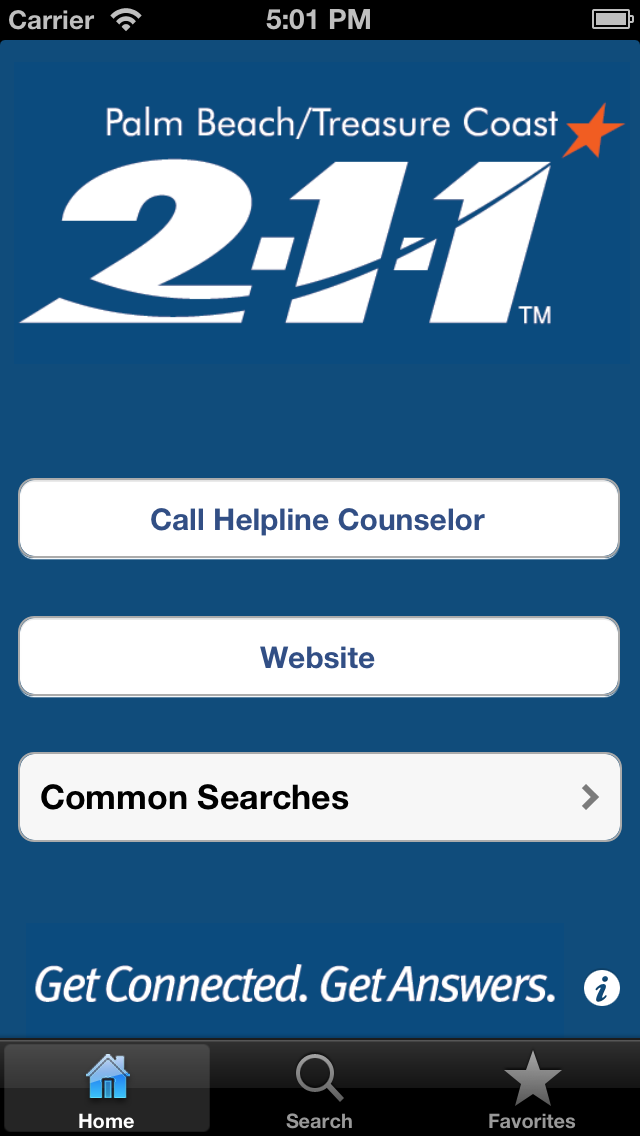 Carrier 5:01 PM
Palm Beach/Treasure Coast
2-1-1 TM
Call Helpline Counselor
Website
Common Searches
Get Connected. Get Answers.
i
Home Search Favorites